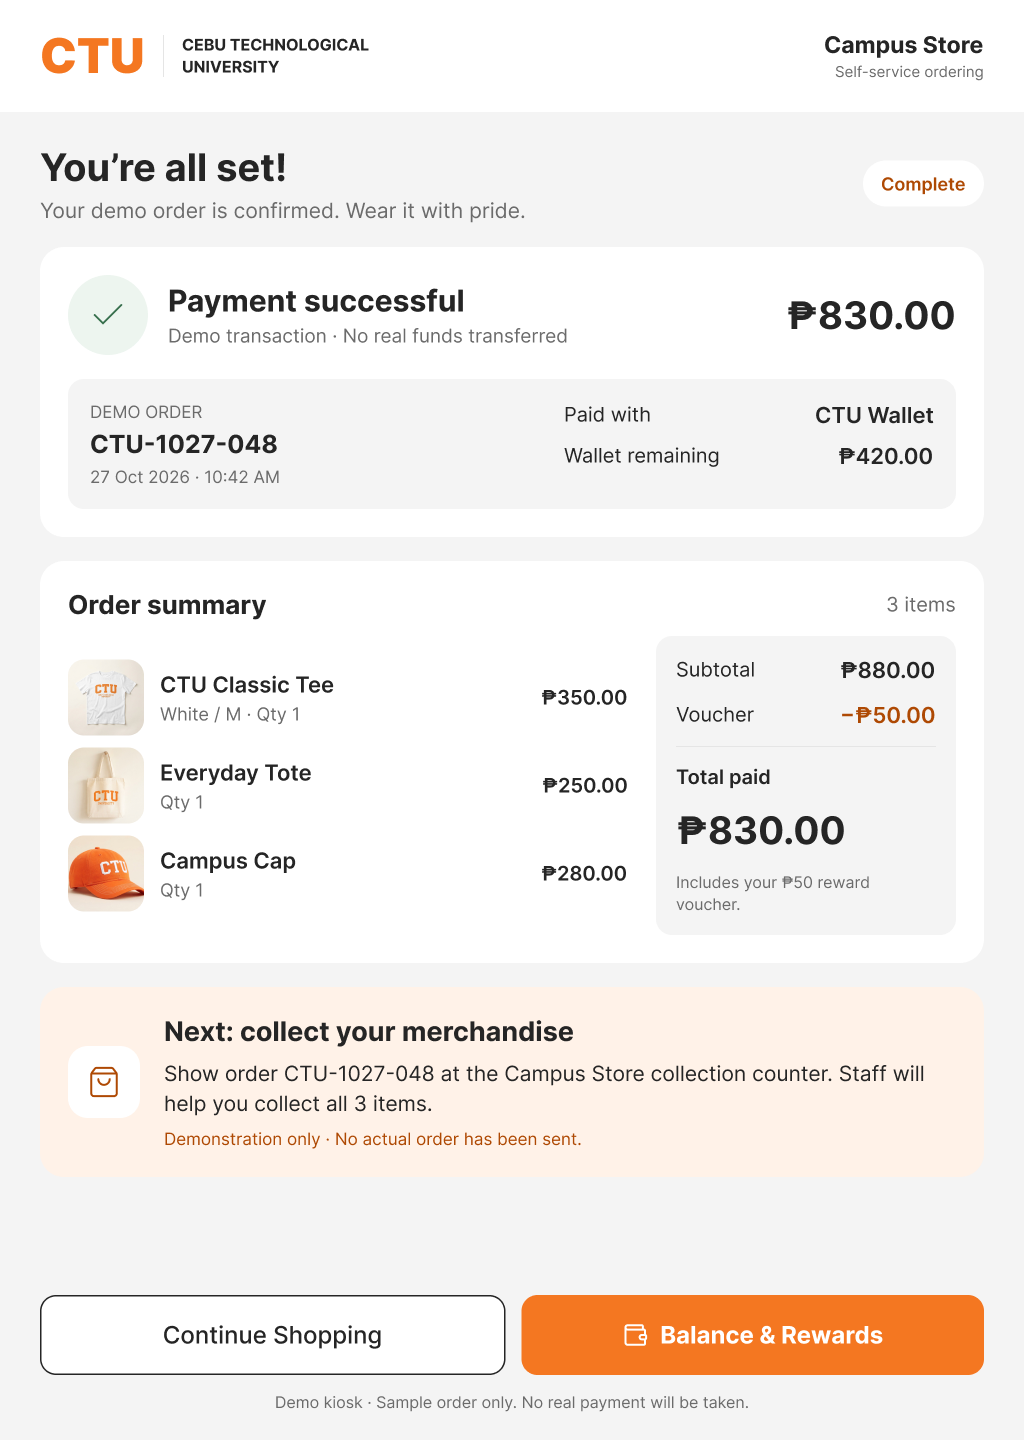 CTU
CEBU TECHNOLOGICAL
UNIVERSITY
Campus Store
Self-service ordering
You’re all set!
Your demo order is confirmed. Wear it with pride.
Complete
Payment successful
Demo transaction · No real funds transferred
₱830.00
DEMO ORDER
CTU-1027-048
27 Oct 2026 · 10:42 AM
Paid with CTU Wallet
Wallet remaining ₱420.00
Order summary
3 items
CTU
CTU Classic Tee
White / M · Qty 1
₱350.00
CTU
Everyday Tote
Qty 1
₱250.00
CTU
Campus Cap
Qty 1
₱280.00
Subtotal ₱880.00
Voucher −₱50.00
Total paid
₱830.00
Includes your ₱50 reward
voucher.
Next: collect your merchandise
Show order CTU-1027-048 at the Campus Store collection counter. Staff will
help you collect all 3 items.
Demonstration only · No actual order has been sent.
Continue Shopping
Balance & Rewards
Demo kiosk · Sample order only. No real payment will be taken.